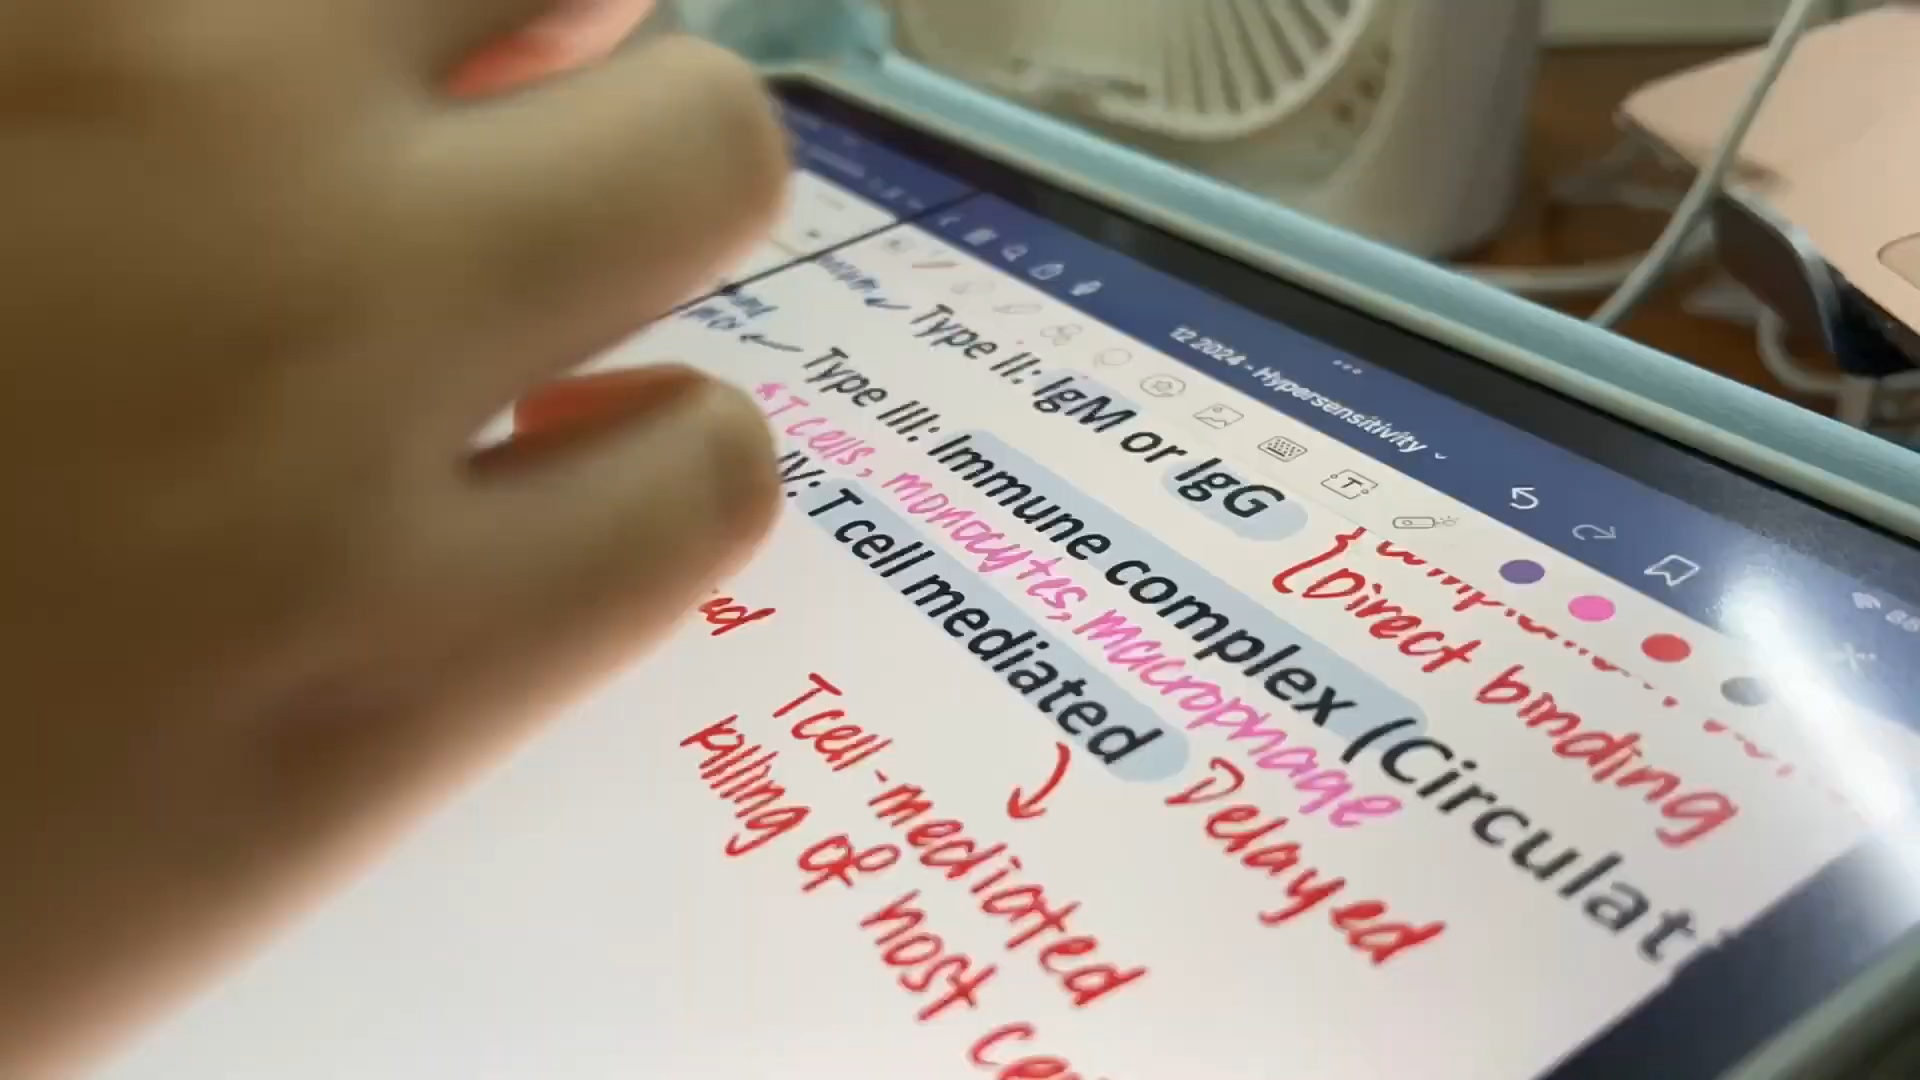 12 2024 - Hypersensitivity
Type II: IgM or IgG
{Direct binding
Type III: Immune complex (Circulat
* T cells, monocytes, macrophage
IV: T cell mediated
Delayed
T cell-mediated
killing of host ce